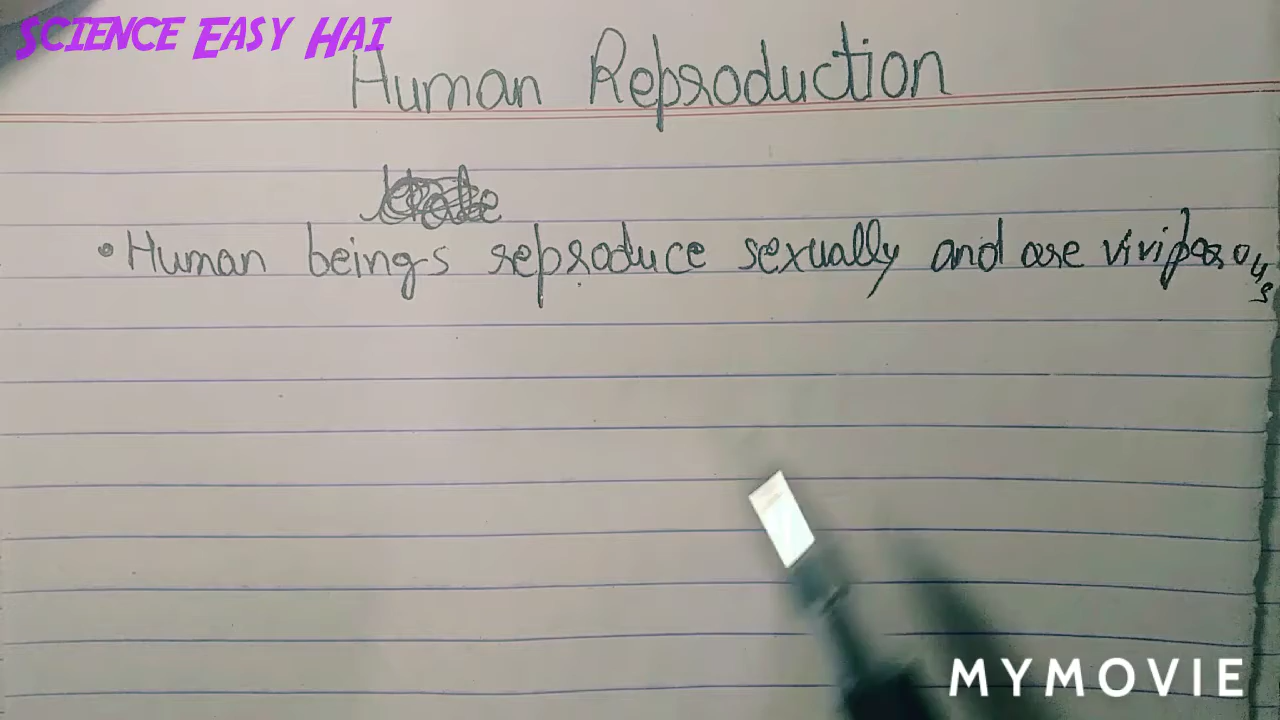 SCIENCE EASY HAI
Human Reproduction
• Human beings reproduce sexually and are viviparous
MYMOVIE